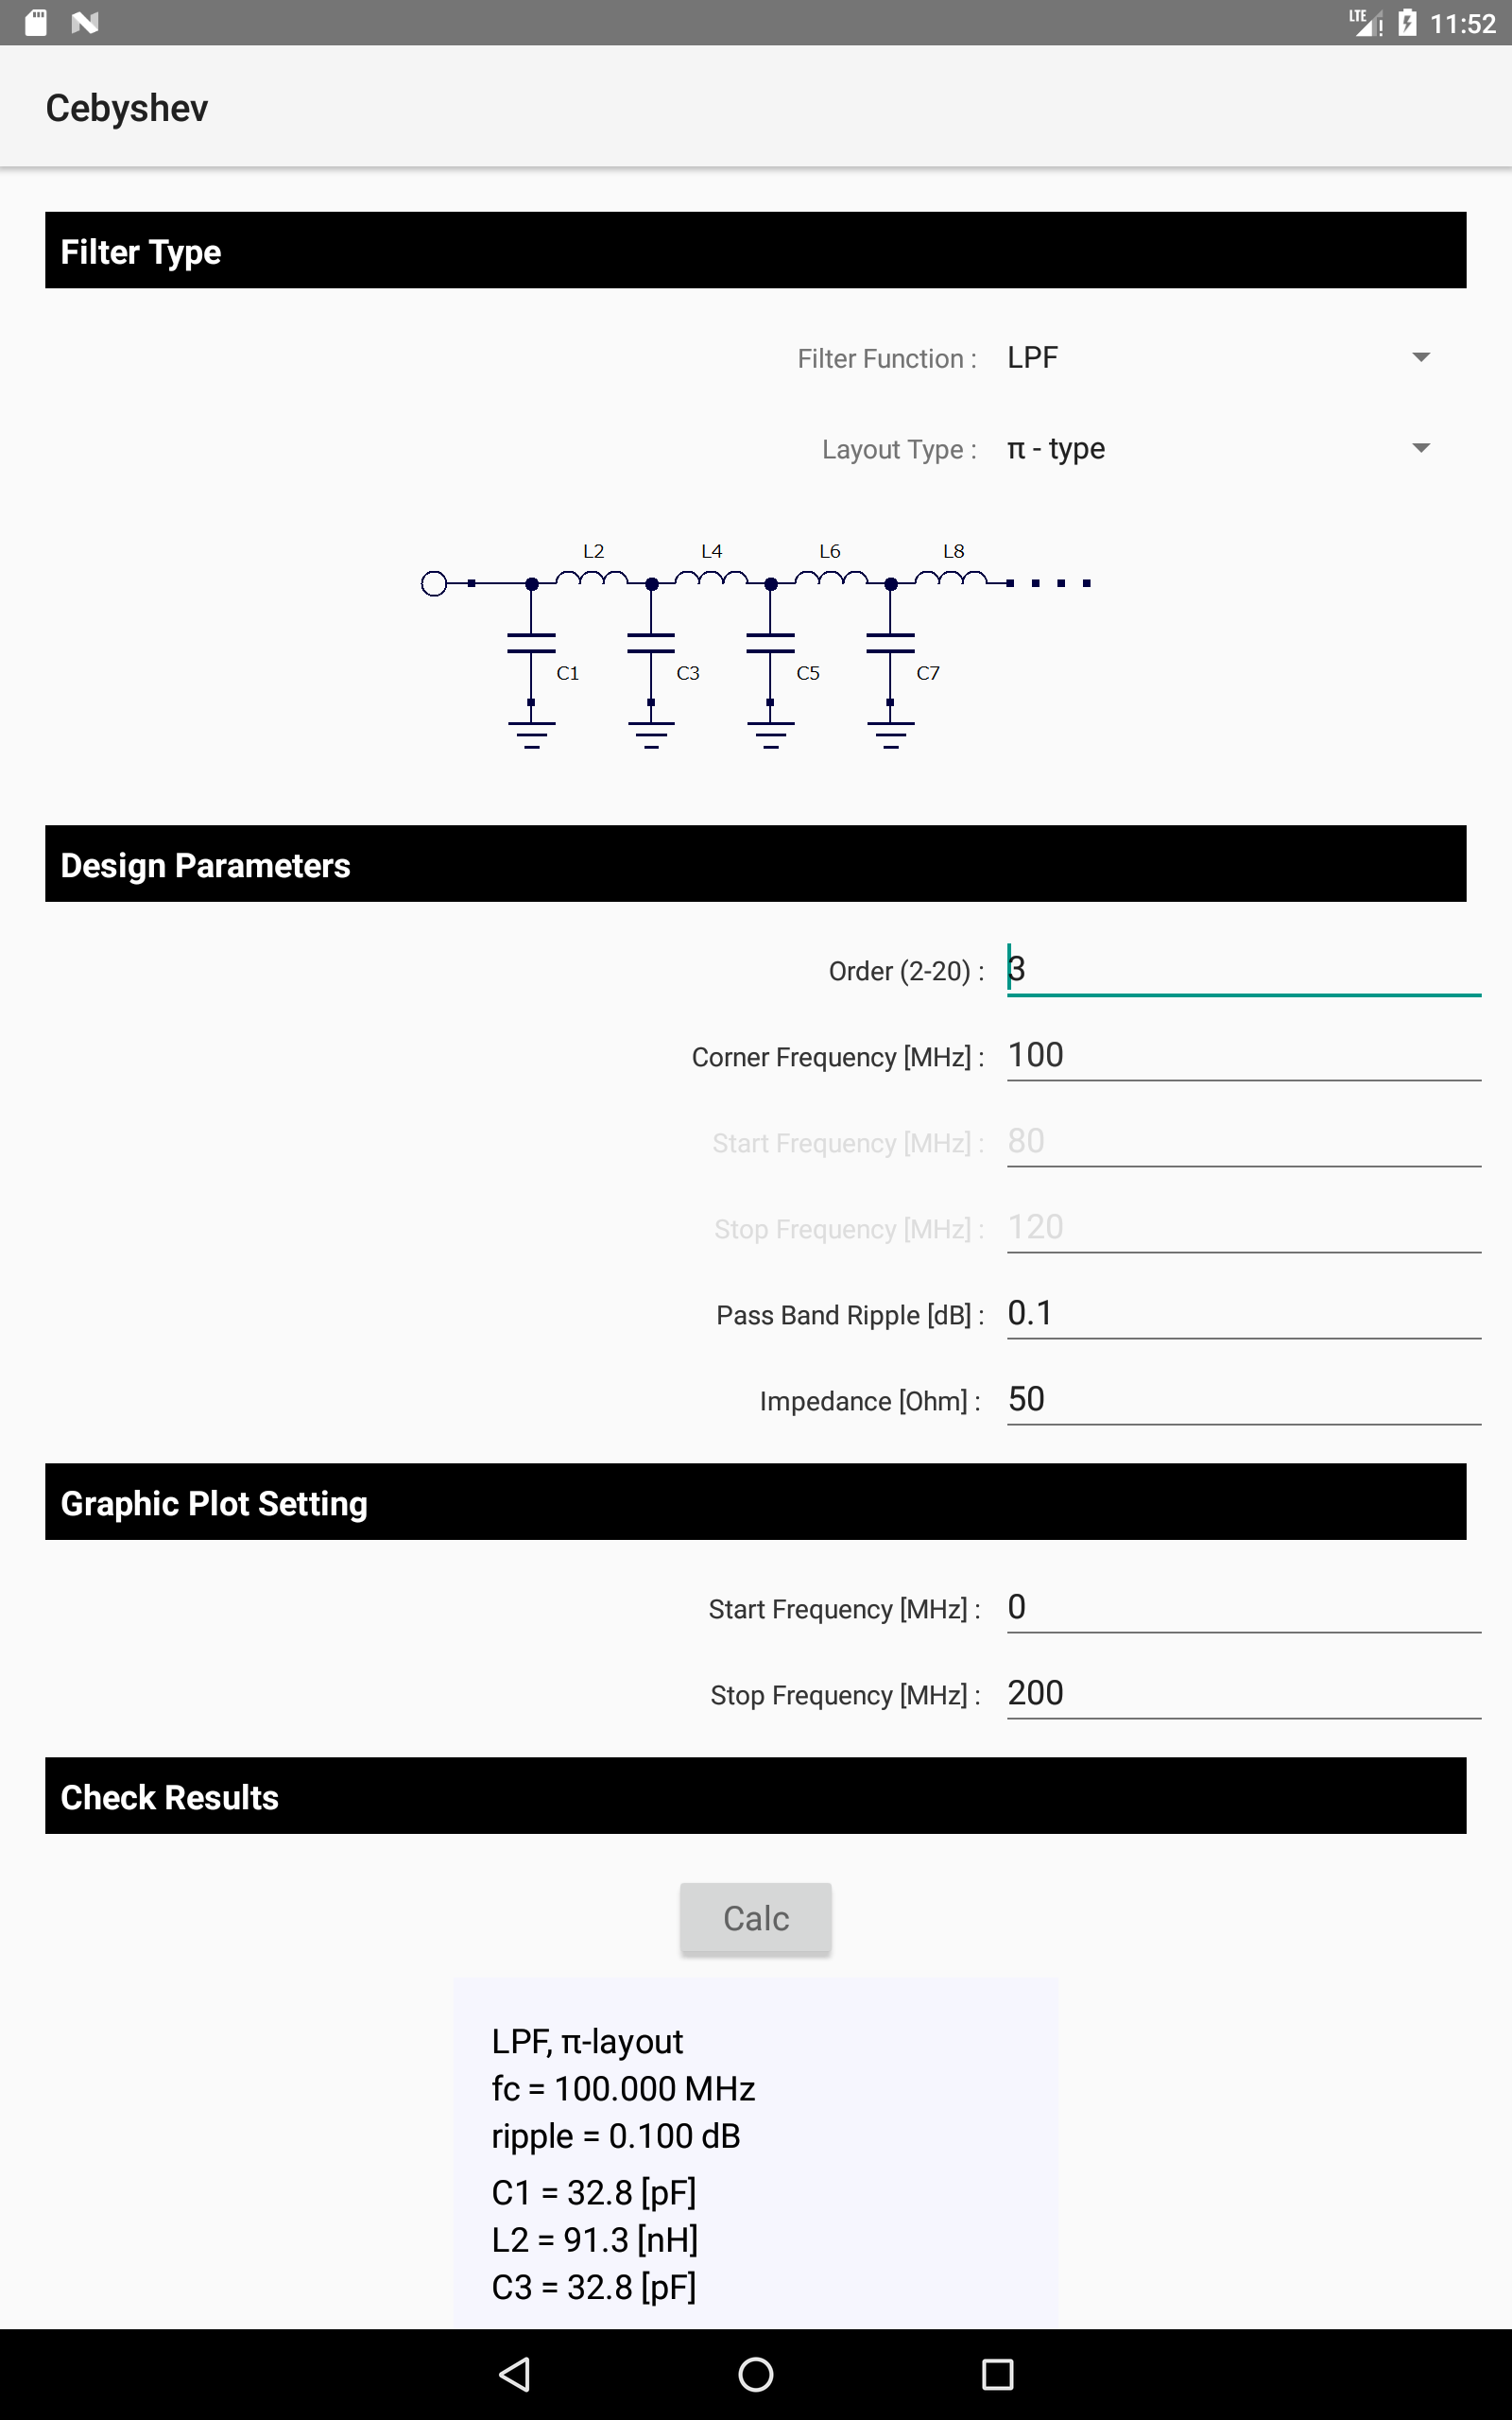 LTE 11:52
Cebyshev
Filter Type
Filter Function : LPF
Layout Type : π - type
L2 L4 L6 L8
C1 C3 C5 C7
Design Parameters
Order (2-20) : 3
Corner Frequency [MHz] : 100
Start Frequency [MHz] : 80
Stop Frequency [MHz] : 120
Pass Band Ripple [dB] : 0.1
Impedance [Ohm] : 50
Graphic Plot Setting
Start Frequency [MHz] : 0
Stop Frequency [MHz] : 200
Check Results
Calc
LPF, π-layout
fc = 100.000 MHz
ripple = 0.100 dB
C1 = 32.8 [pF]
L2 = 91.3 [nH]
C3 = 32.8 [pF]